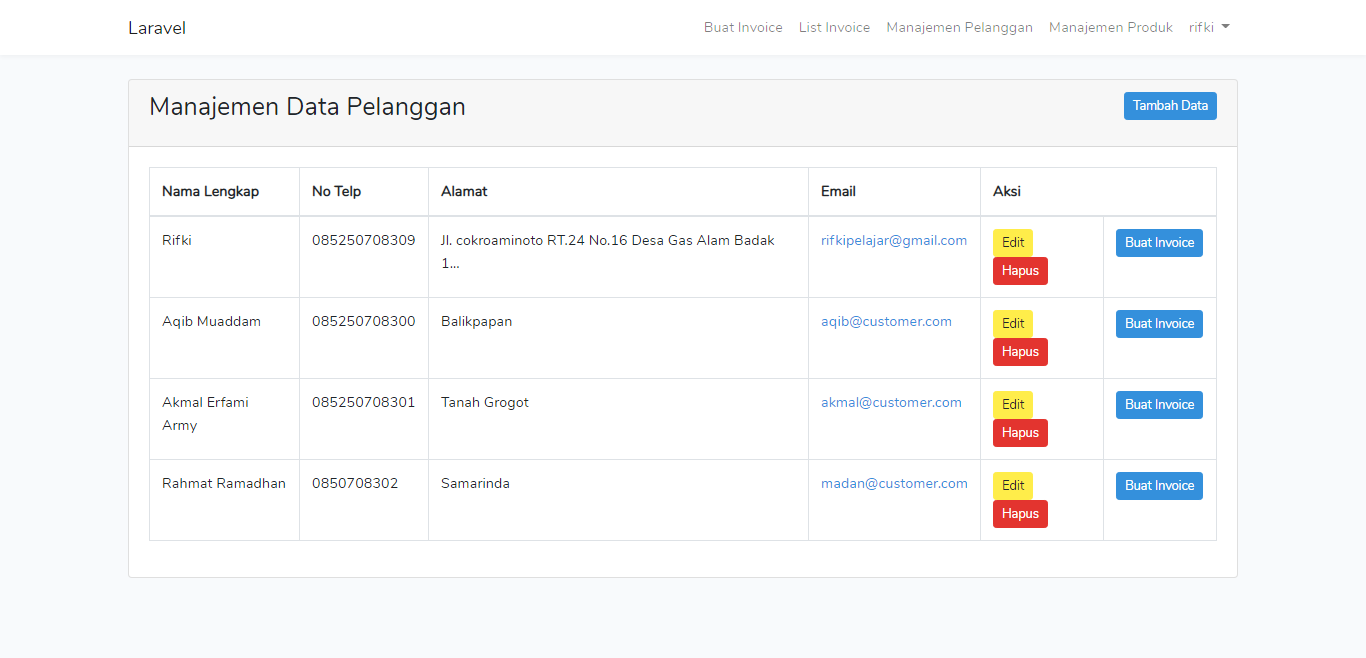 Laravel Buat Invoice List Invoice Manajemen Pelanggan Manajemen Produk rifki
Manajemen Data Pelanggan Tambah Data
Nama Lengkap No Telp Alamat Email Aksi
Rifki 085250708309 Jl. cokroaminoto RT.24 No.16 Desa Gas Alam Badak rifkipelajar@gmail.com Edit Buat Invoice
1... Hapus
Aqib Muaddam 085250708300 Balikpapan aqib@customer.com Edit Buat Invoice
Hapus
Akmal Erfami 085250708301 Tanah Grogot akmal@customer.com Edit Buat Invoice
Army Hapus
Rahmat Ramadhan 0850708302 Samarinda madan@customer.com Edit Buat Invoice
Hapus